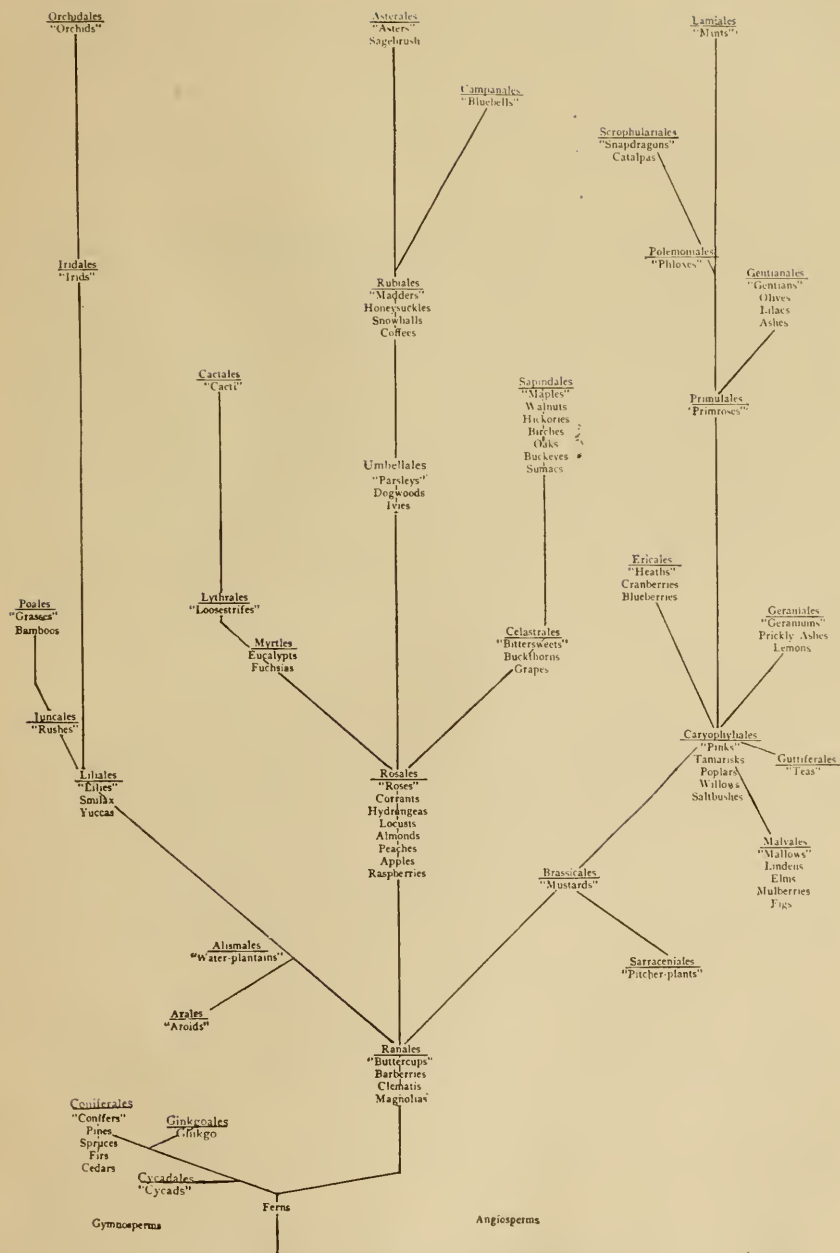 Orchidales
"Orchids"
Asterales
"Asters"
Sagebrush
Lamiales
"Mints"
Campanales
"Bluebells"
Scrophulariales
"Snapdragons"
Catalpas
Iridales
"Irids"
Polemoniales
"Phloxes"
Gentianales
"Gentians"
Olives
Lilacs
Ashes
Rubiales
"Madders"
Honeysuckles
Snowballs
Coffees
Cactales
"Cacti"
Sapindales
"Maples"
Walnuts
Hickories
Birches
Oaks
Buckeyes
Sumacs
Primulales
"Primroses"
Umbellales
"Parsleys"
Dogwoods
Ivies
Ericales
"Heaths"
Cranberries
Blueberries
Poales
"Grasses"
Bamboos
Lythrales
"Loosestrifes"
Geraniales
"Geraniums"
Prickly Ashes
Lemons
Myrtles
Eucalypts
Fuchsias
Celastrales
"Bittersweets"
Buckthorns
Grapes
Juncales
"Rushes"
Caryophyllales
"Pinks"
Tamarisks
Poplars
Willows
Saltbushes
Guttiferales
"Teas"
Liliales
"Lilies"
Smilax
Yuccas
Rosales
"Roses"
Currants
Hydrangeas
Locusts
Almonds
Peaches
Apples
Raspberries
Malvales
"Mallows"
Lindens
Elms
Mulberries
Figs
Brassicales
"Mustards"
Alismales
"Water-plantains"
Sarraceniales
"Pitcher-plants"
Arales
"Aroids"
Ranales
"Buttercups"
Barberries
Clematis
Magnolias
Coniferales
"Conifers"
Pines
Spruces
Firs
Cedars
Ginkgoales
Ginkgo
Cycadales
"Cycads"
Ferns
Gymnosperms
Angiosperms